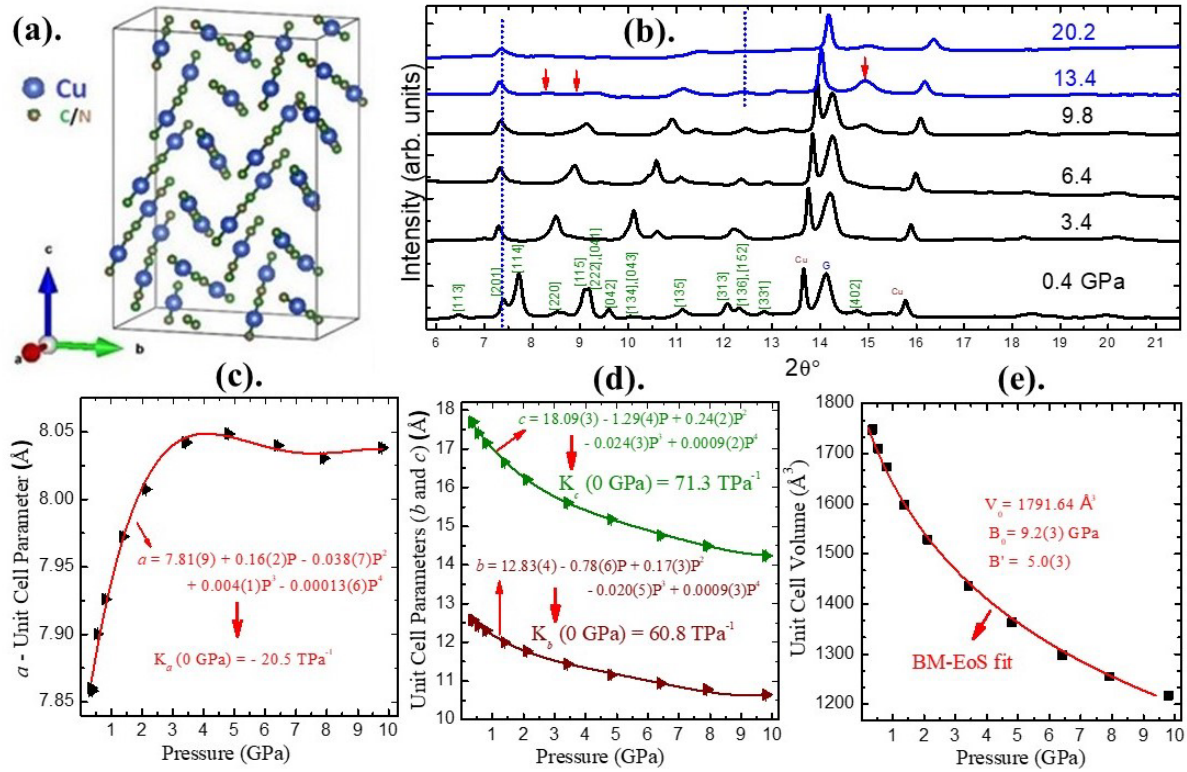 (a).
Cu
C/N
c
a
b
(b).
Intensity (arb. units)
20.2
13.4
9.8
6.4
3.4
0.4 GPa
[113]
[201]
[114]
[220]
[115]
[222],[041]
[042]
[134],[043]
[135]
[313]
[136],[152]
[331]
Cu
G
[402]
Cu
6 7 8 9 10 11 12 13 14 15 16 17 18 19 20 21
2θ°
(c).
a - Unit Cell Parameter (Å)
8.05
8.00
7.95
7.90
7.85
a = 7.81(9) + 0.16(2)P - 0.038(7)P²
+ 0.004(1)P³ - 0.00013(6)P⁴
Kₐ (0 GPa) = - 20.5 TPa⁻¹
0 1 2 3 4 5 6 7 8 9 10
Pressure (GPa)
(d).
Unit Cell Parameters (b and c) (Å)
18
17
16
15
14
13
12
11
10
c = 18.09(3) - 1.29(4)P + 0.24(2)P²
- 0.024(3)P³ + 0.0009(2)P⁴
K_c (0 GPa) = 71.3 TPa⁻¹
b = 12.83(4) - 0.78(6)P + 0.17(3)P²
- 0.020(5)P³ + 0.0009(3)P⁴
K_b (0 GPa) = 60.8 TPa⁻¹
1 2 3 4 5 6 7 8 9 10
Pressure (GPa)
(e).
Unit Cell Volume (Å³)
1800
1700
1600
1500
1400
1300
1200
V₀ = 1791.64 Å³
B₀ = 9.2(3) GPa
B' = 5.0(3)
BM-EoS fit
1 2 3 4 5 6 7 8 9 10
Pressure (GPa)